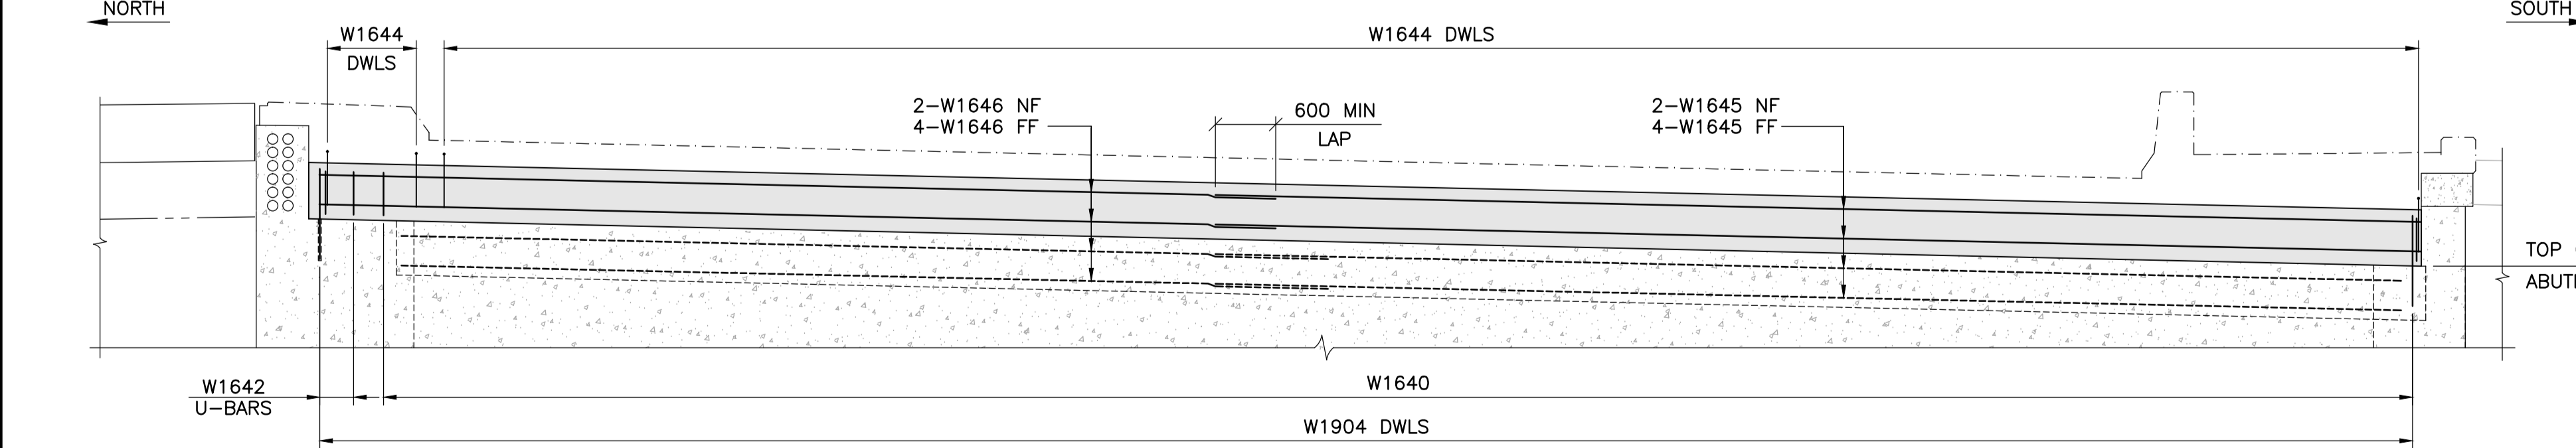 NORTH
SOUTH
W1644
DWLS
W1644 DWLS
2-W1646 NF
4-W1646 FF
600 MIN
LAP
2-W1645 NF
4-W1645 FF
TOP
W1642
U-BARS
W1640
W1904 DWLS